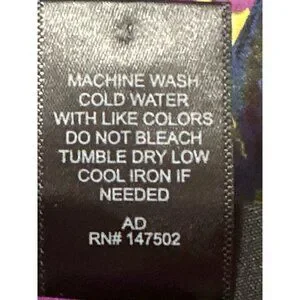 MACHINE WASH
COLD WATER
WITH LIKE COLORS
DO NOT BLEACH
TUMBLE DRY LOW
COOL IRON IF
NEEDED
AD
RN# 147502